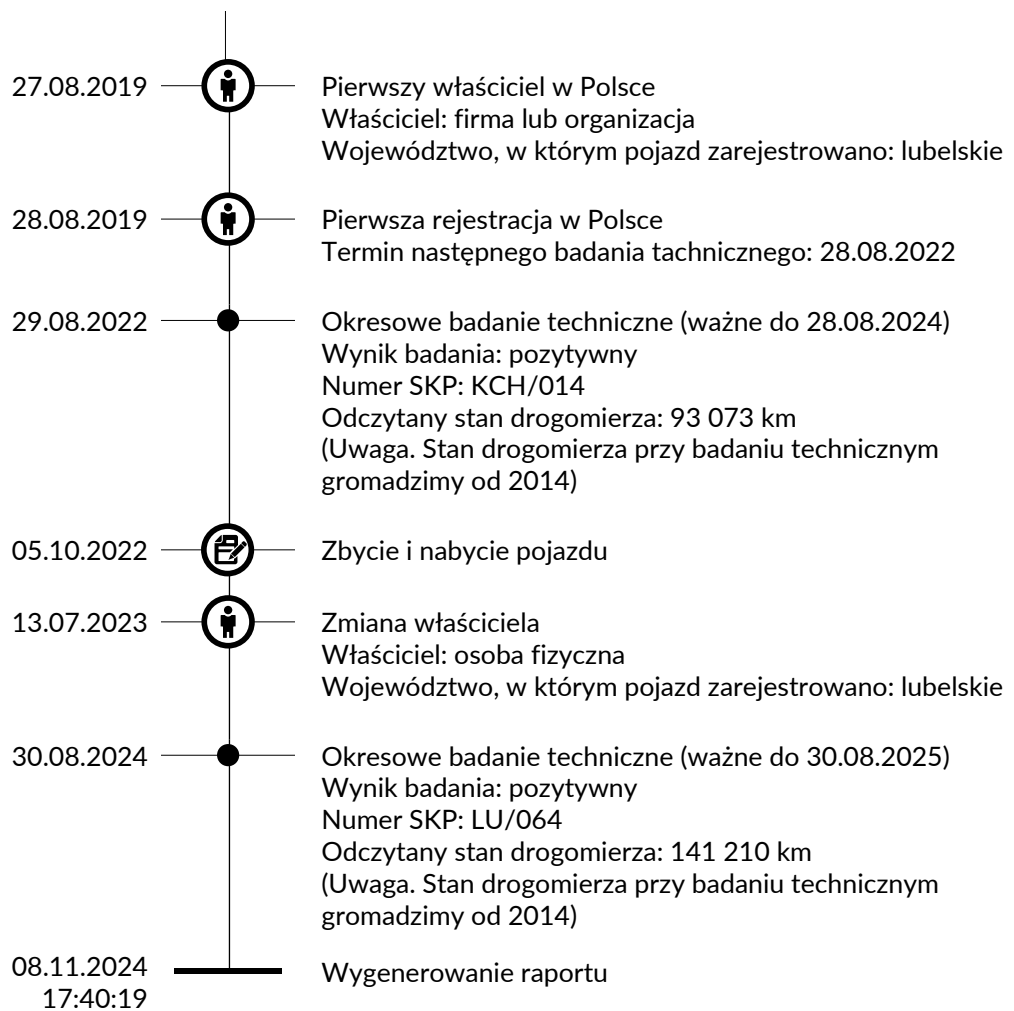 27.08.2019
Pierwszy właściciel w Polsce
Właściciel: firma lub organizacja
Województwo, w którym pojazd zarejestrowano: lubelskie
28.08.2019
Pierwsza rejestracja w Polsce
Termin następnego badania tachnicznego: 28.08.2022
29.08.2022
Okresowe badanie techniczne (ważne do 28.08.2024)
Wynik badania: pozytywny
Numer SKP: KCH/014
Odczytany stan drogomierza: 93 073 km
(Uwaga. Stan drogomierza przy badaniu technicznym
gromadzimy od 2014)
05.10.2022
Zbycie i nabycie pojazdu
13.07.2023
Zmiana właściciela
Właściciel: osoba fizyczna
Województwo, w którym pojazd zarejestrowano: lubelskie
30.08.2024
Okresowe badanie techniczne (ważne do 30.08.2025)
Wynik badania: pozytywny
Numer SKP: LU/064
Odczytany stan drogomierza: 141 210 km
(Uwaga. Stan drogomierza przy badaniu technicznym
gromadzimy od 2014)
08.11.2024
17:40:19
Wygenerowanie raportu